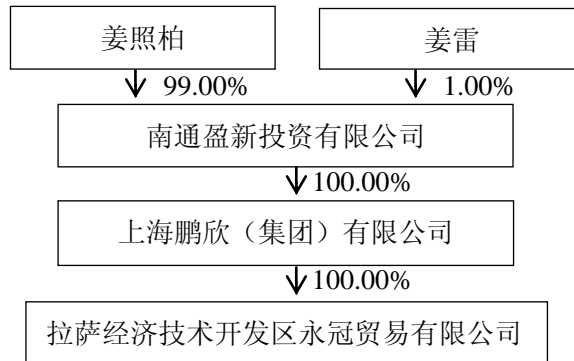 姜照柏
姜雷
99.00%
1.00%
南通盈新投资有限公司
100.00%
上海鹏欣（集团）有限公司
100.00%
拉萨经济技术开发区永冠贸易有限公司